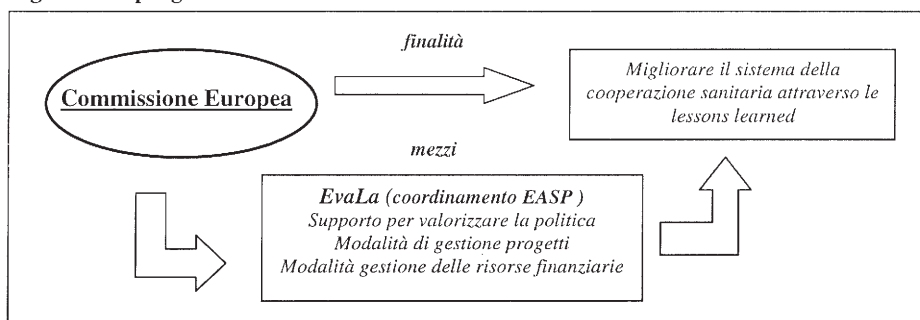 finalità
Commissione Europea
Migliorare il sistema della
cooperazione sanitaria attraverso le
lessons learned
mezzi
EvaLa (coordinamento EASP )
Supporto per valorizzare la politica
Modalità di gestione progetti
Modalità gestione delle risorse finanziarie